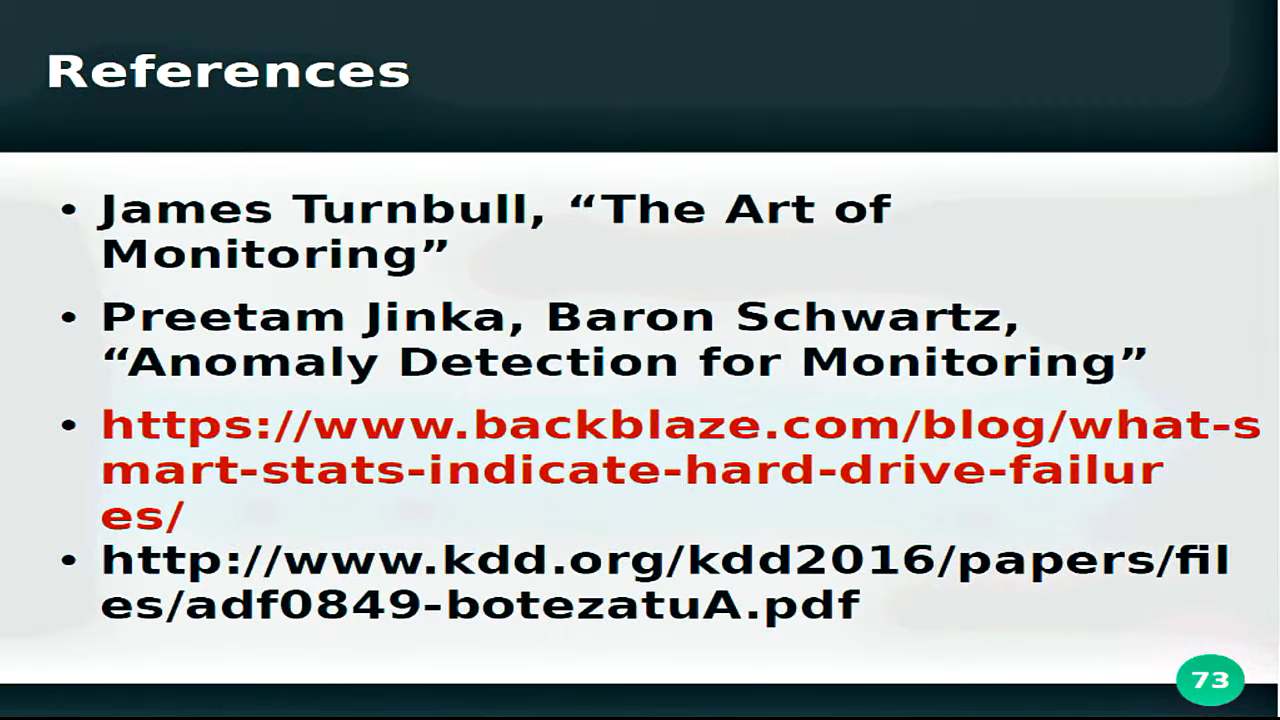 References
• James Turnbull, “The Art of
Monitoring”
• Preetam Jinka, Baron Schwartz,
“Anomaly Detection for Monitoring”
• https://www.backblaze.com/blog/what-s
mart-stats-indicate-hard-drive-failur
es/
• http://www.kdd.org/kdd2016/papers/fil
es/adf0849-botezatuA.pdf
73